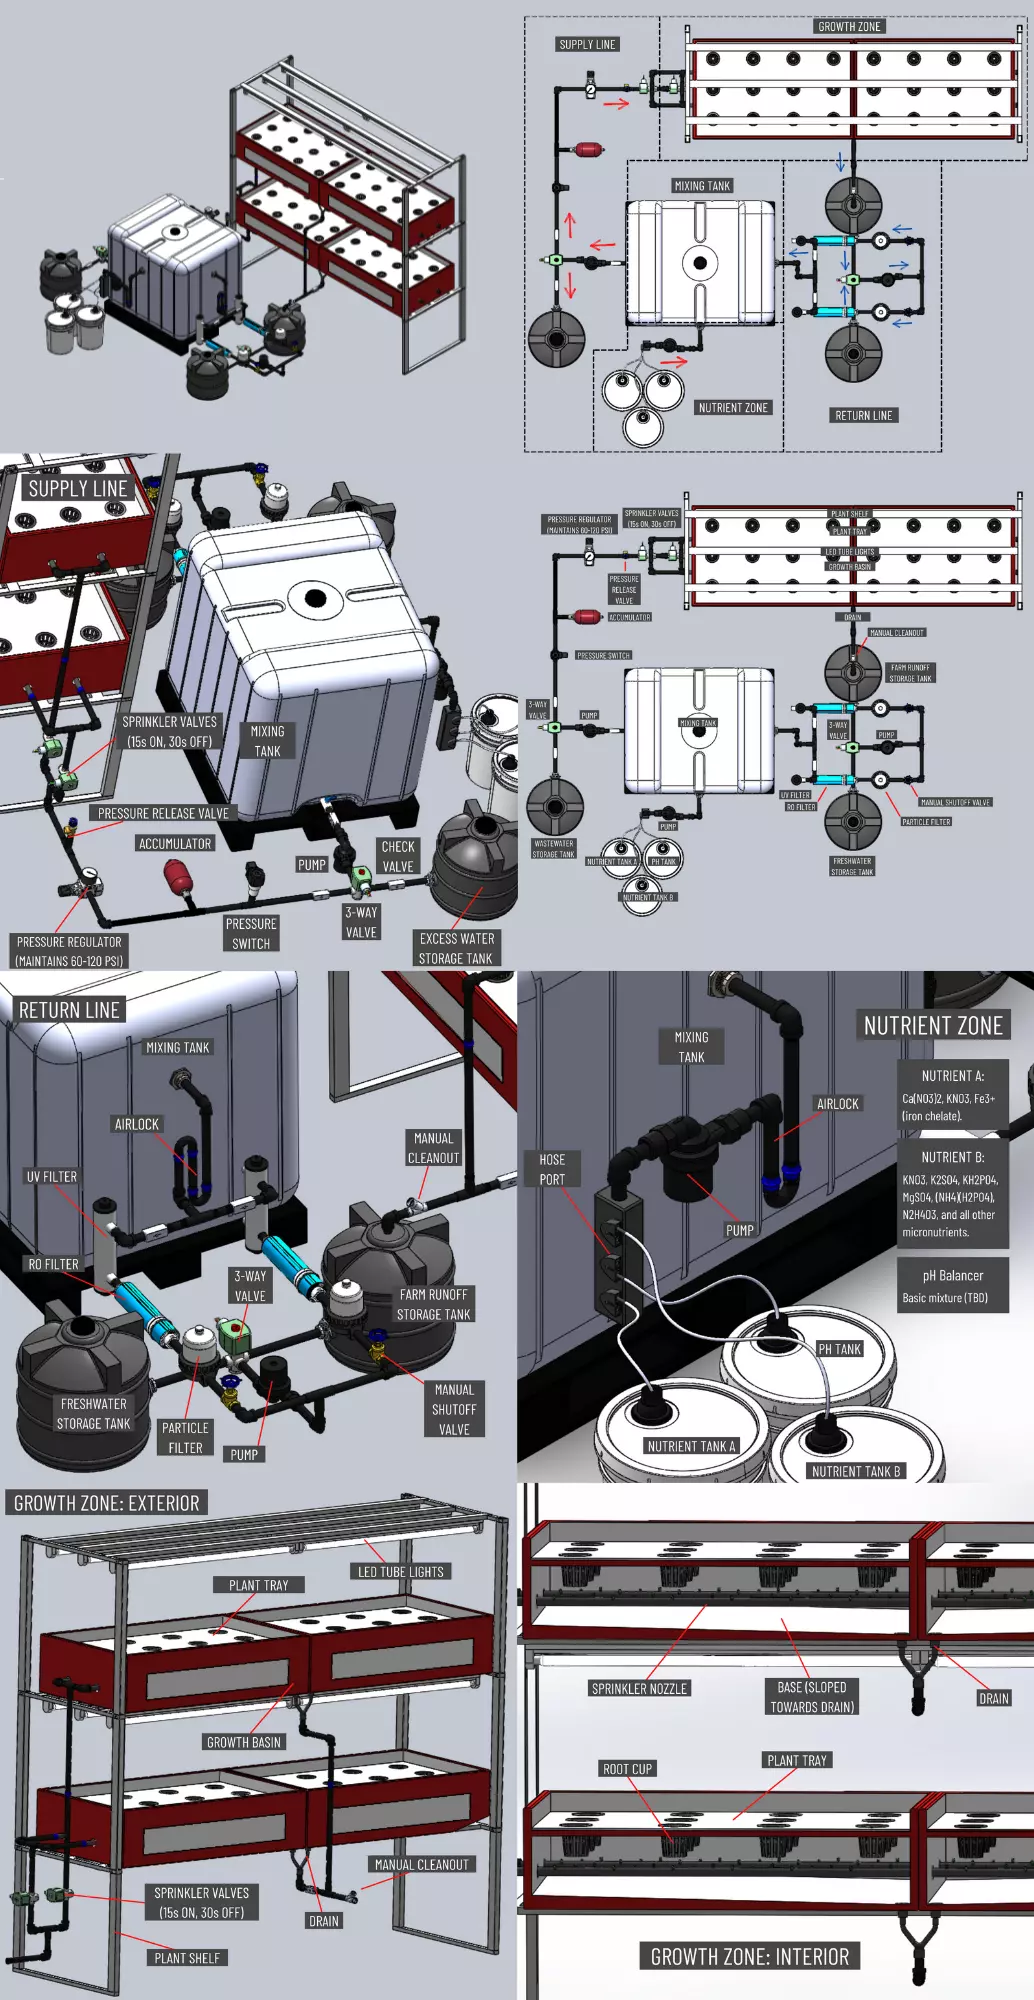 GROWTH ZONE
SUPPLY LINE
MIXING TANK
NUTRIENT ZONE
RETURN LINE
SUPPLY LINE
SPRINKLER VALVES
(15s ON, 30s OFF)
MIXING
TANK
PRESSURE RELEASE VALVE
ACCUMULATOR
PUMP
CHECK
VALVE
3-WAY
VALVE
PRESSURE
SWITCH
PRESSURE REGULATOR
(MAINTAINS 60-120 PSI)
EXCESS WATER
STORAGE TANK
PRESSURE REGULATOR
(MAINTAINS 60-120 PSI)
SPRINKLER VALVES
(15s ON, 30s OFF)
PLANT SHELF
PLANT TRAY
LED TUBE LIGHTS
GROWTH BASIN
PRESSURE
RELEASE
VALVE
ACCUMULATOR
DRAIN
MANUAL CLEANOUT
PRESSURE SWITCH
FARM RUNOFF
STORAGE TANK
3-WAY
VALVE
PUMP
MIXING TANK
3-WAY
VALVE
PUMP
UV FILTER
RO FILTER
MANUAL SHUTOFF VALVE
PARTICLE FILTER
PUMP
WASTEWATER
STORAGE TANK
NUTRIENT TANK A
PH TANK
NUTRIENT TANK B
FRESHWATER
STORAGE TANK
RETURN LINE
MIXING TANK
AIRLOCK
MANUAL
CLEANOUT
UV FILTER
RO FILTER
3-WAY
VALVE
FARM RUNOFF
STORAGE TANK
FRESHWATER
STORAGE TANK
PARTICLE
FILTER
PUMP
MANUAL
SHUTOFF
VALVE
NUTRIENT ZONE
MIXING
TANK
NUTRIENT A:
Ca(NO3)2, KNO3, Fe3+
(iron chelate).
AIRLOCK
HOSE
PORT
NUTRIENT B:
KNO3, K2SO4, KH2PO4,
MgSO4, (NH4)(H2PO4),
N2H4O3, and all other
micronutrients.
PUMP
pH Balancer
Basic mixture (TBD)
PH TANK
NUTRIENT TANK A
NUTRIENT TANK B
GROWTH ZONE: EXTERIOR
LED TUBE LIGHTS
PLANT TRAY
GROWTH BASIN
MANUAL CLEANOUT
SPRINKLER VALVES
(15s ON, 30s OFF)
DRAIN
PLANT SHELF
SPRINKLER NOZZLE
BASE (SLOPED
TOWARDS DRAIN)
DRAIN
ROOT CUP
PLANT TRAY
GROWTH ZONE: INTERIOR